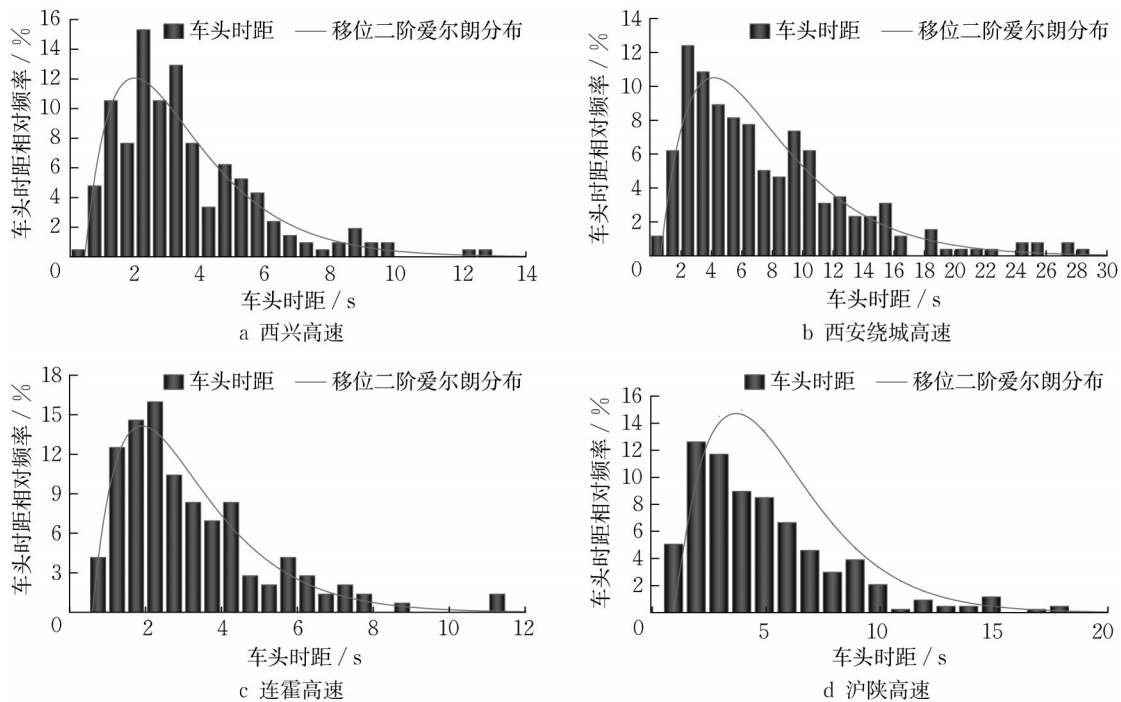 车头时距 移位二阶爱尔朗分布
车头时距相对频率/%
16
14
12
10
8
6
4
2
0
2 4 6 8 10 12 14
车头时距/s
a 西兴高速
车头时距 移位二阶爱尔朗分布
车头时距相对频率/%
14
12
10
8
6
4
2
0
2 4 6 8 10 12 14 16 18 20 22 24 26 28 30
车头时距/s
b 西安绕城高速
车头时距 移位二阶爱尔朗分布
车头时距相对频率/%
18
15
12
9
6
3
0
2 4 6 8 10 12
车头时距/s
c 连霍高速
车头时距 移位二阶爱尔朗分布
车头时距相对频率/%
16
14
12
10
8
6
4
2
0
5 10 15 20
车头时距/s
d 沪陕高速